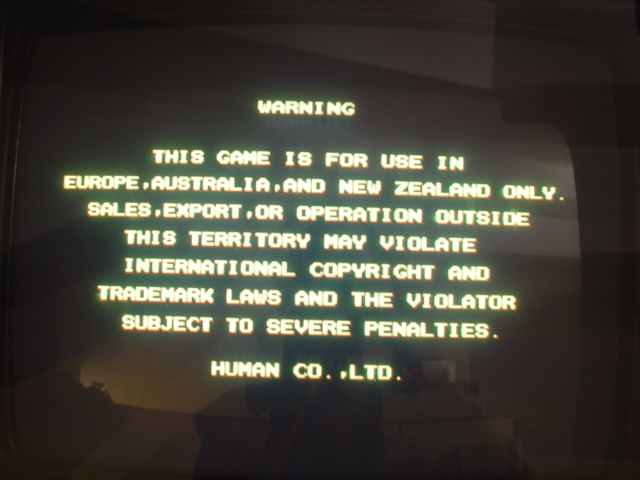 WARNING
THIS GAME IS FOR USE IN
EUROPE,AUSTRALIA,AND NEW ZEALAND ONLY.
SALES,EXPORT,OR OPERATION OUTSIDE
THIS TERRITORY MAY VIOLATE
INTERNATIONAL COPYRIGHT AND
TRADEMARK LAWS AND THE VIOLATOR
SUBJECT TO SEVERE PENALTIES.
HUMAN CO.,LTD.